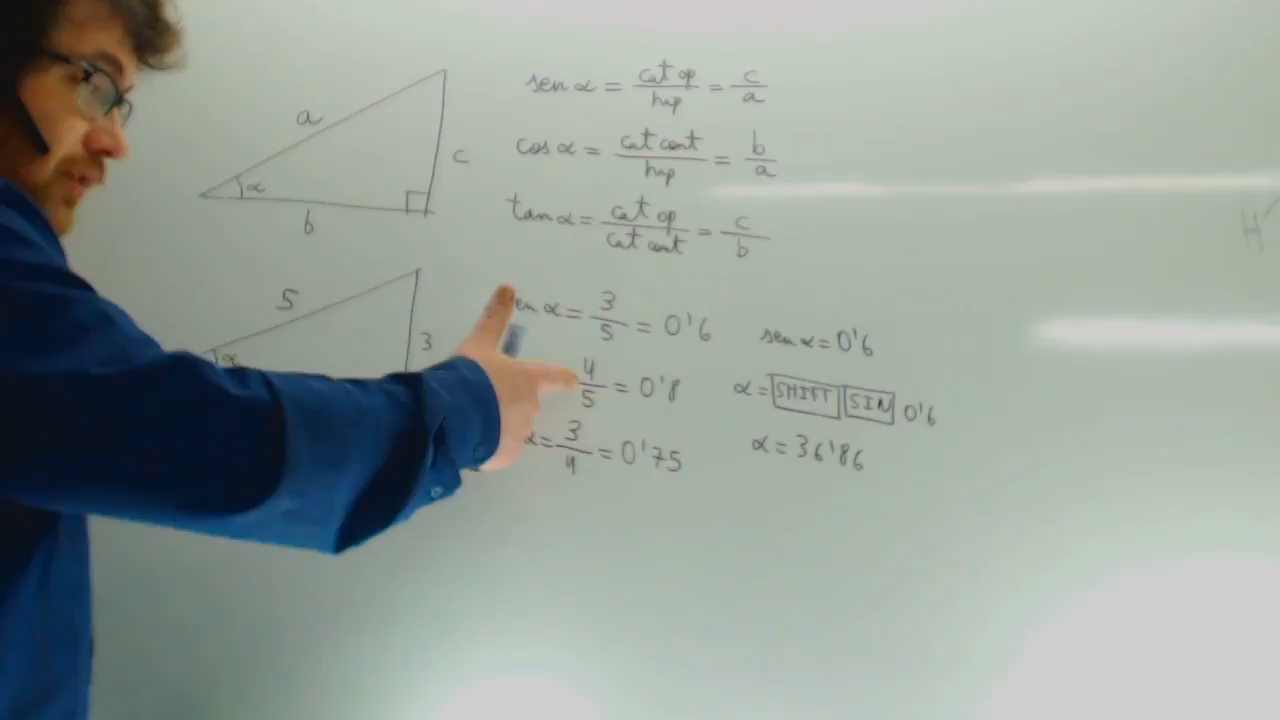 a
α
c
b
sen α = cat op / hip = c / a
cos α = cat cont / hip = b / a
tan α = cat op / cat cont = c / b
5
α
3
en α = 3 / 5 = 0'6
4 / 5 = 0'8
α = 3 / 4 = 0'75
sen α = 0'6
α = SHIFT SIN 0'6
α = 36'86
H